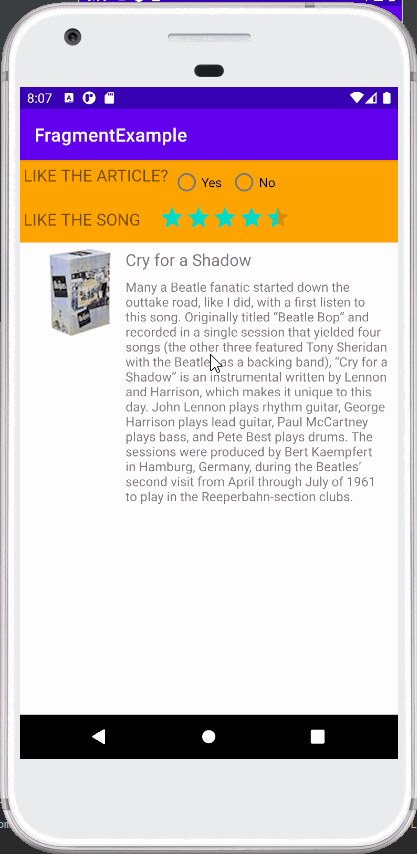 8:07
FragmentExample
LIKE THE ARTICLE?
Yes
No
LIKE THE SONG
Cry for a Shadow
Many a Beatle fanatic started down the
outtake road, like I did, with a first listen to
this song. Originally titled “Beatle Bop” and
recorded in a single session that yielded four
songs (the other three featured Tony Sheridan
with the Beatles as a backing band), “Cry for a
Shadow” is an instrumental written by Lennon
and Harrison, which makes it unique to this
day. John Lennon plays rhythm guitar, George
Harrison plays lead guitar, Paul McCartney
plays bass, and Pete Best plays drums. The
sessions were produced by Bert Kaempfert
in Hamburg, Germany, during the Beatles’
second visit from April through July of 1961
to play in the Reeperbahn-section clubs.